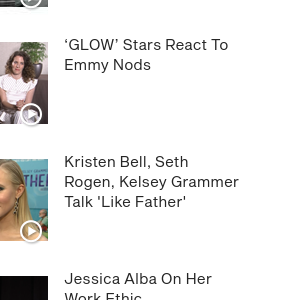 ‘GLOW’ Stars React To
Emmy Nods
Kristen Bell, Seth
Rogen, Kelsey Grammer
Talk 'Like Father'
Jessica Alba On Her
Work Ethic